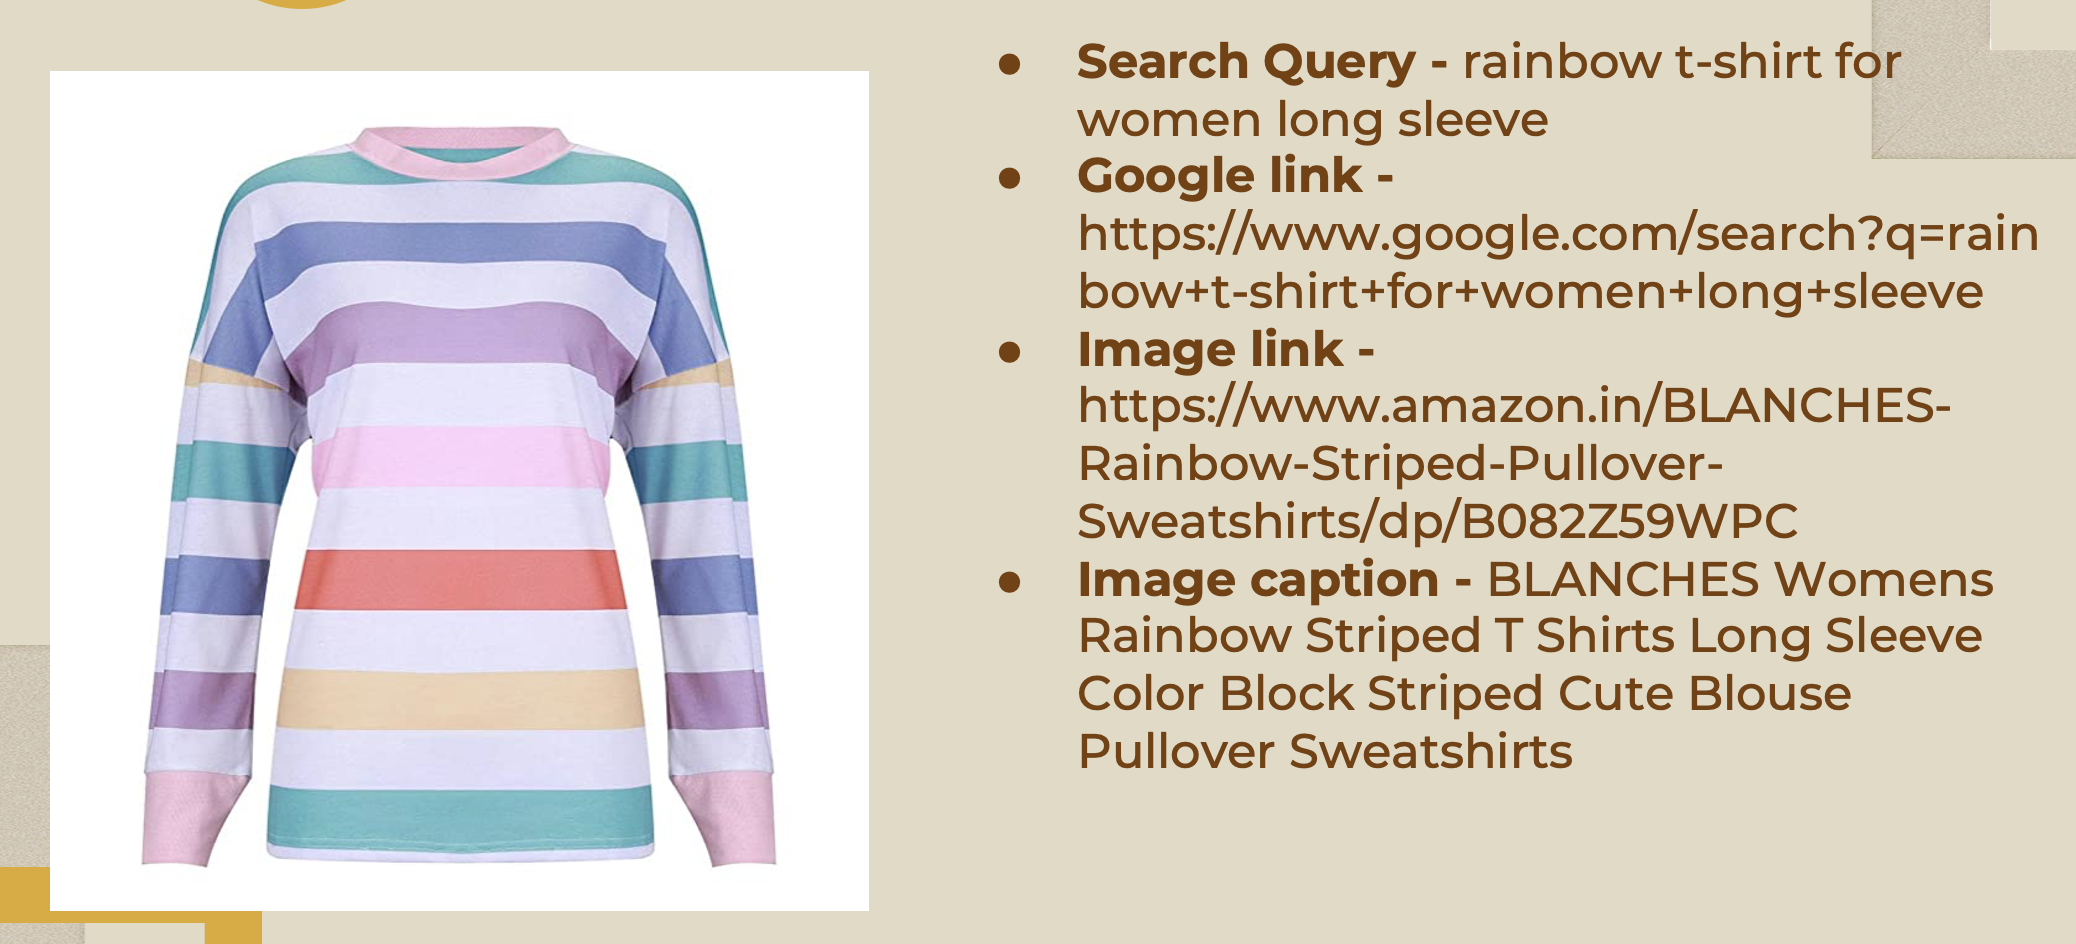 ● Search Query - rainbow t-shirt for
women long sleeve
● Google link -
https://www.google.com/search?q=rain
bow+t-shirt+for+women+long+sleeve
● Image link -
https://www.amazon.in/BLANCHES-
Rainbow-Striped-Pullover-
Sweatshirts/dp/B082Z59WPC
● Image caption - BLANCHES Womens
Rainbow Striped T Shirts Long Sleeve
Color Block Striped Cute Blouse
Pullover Sweatshirts